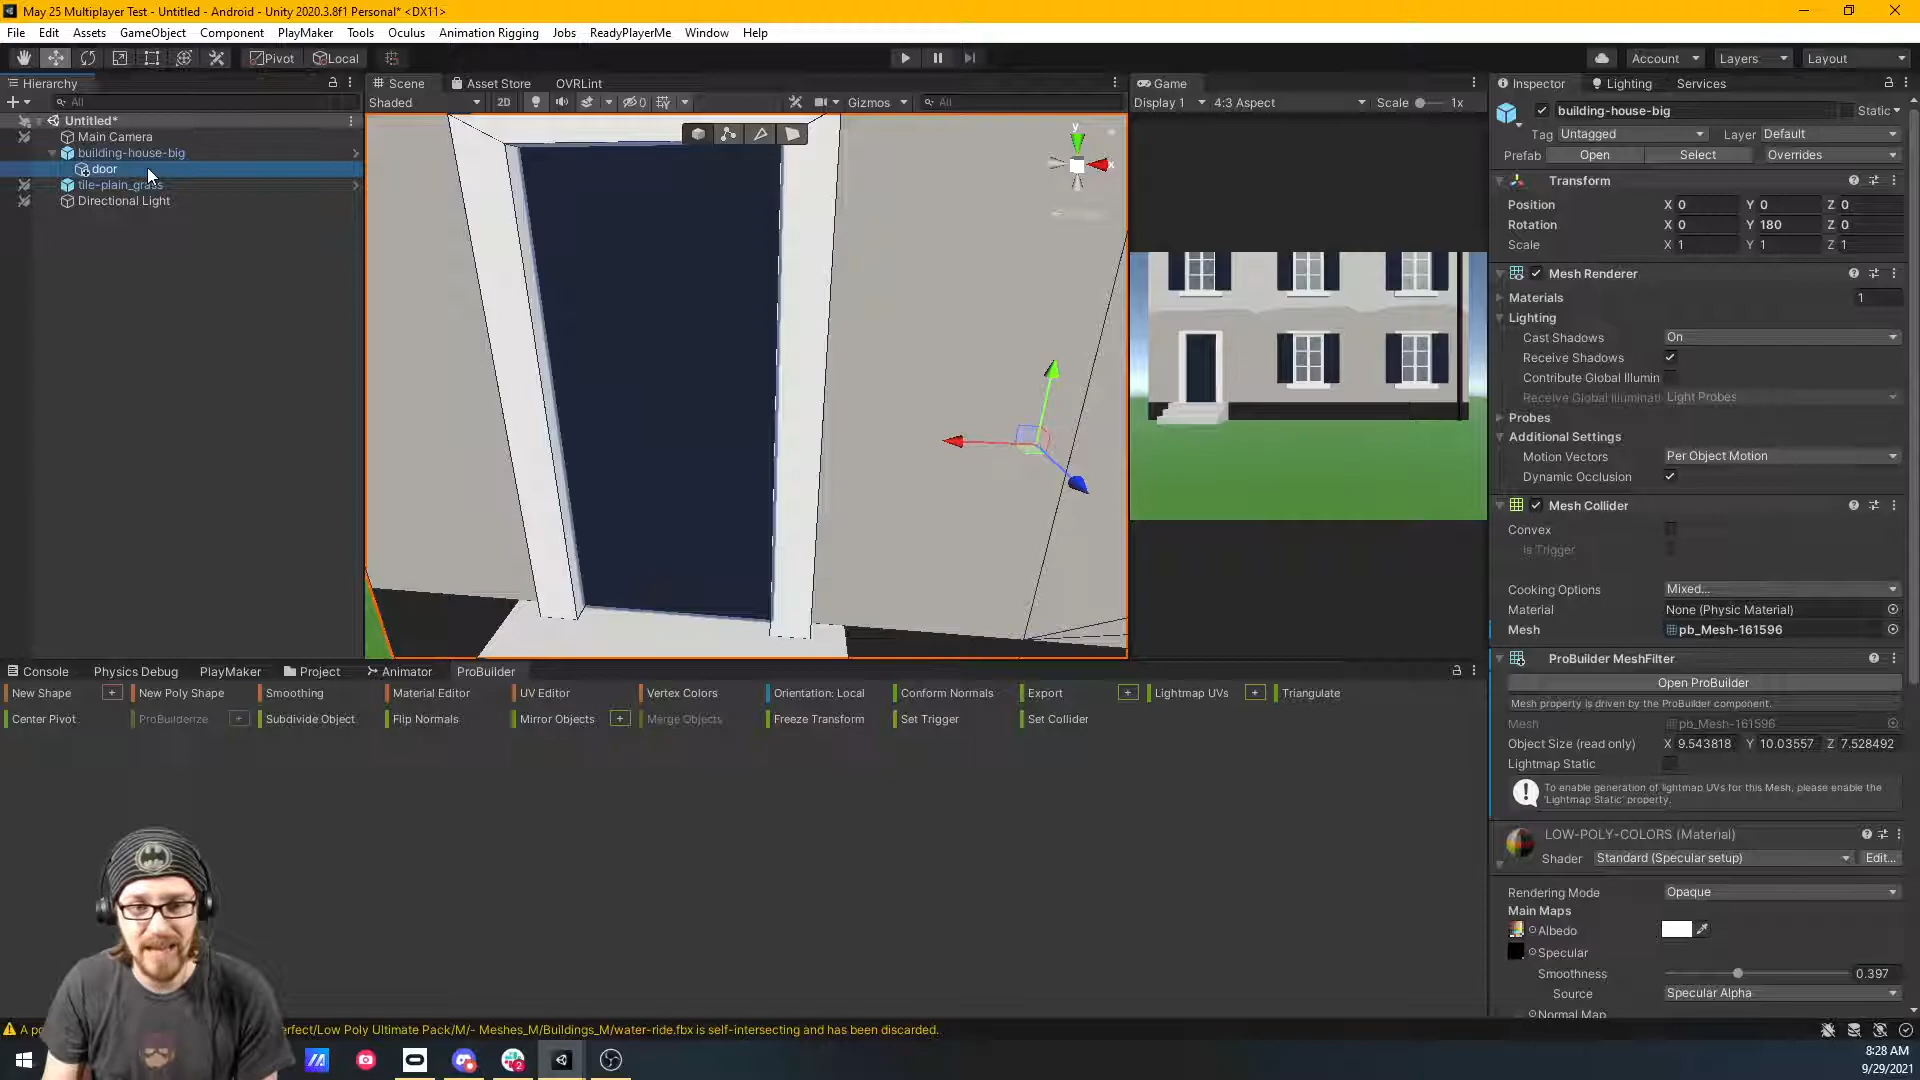 May 25 Multiplayer Test - Untitled - Android - Unity 2020.3.8f1 Personal* <DX11>
File Edit Assets GameObject Component PlayMaker Tools Oculus Animation Rigging Jobs ReadyPlayerMe Window Help
Pivot Local Account Layers Layout
Hierarchy Scene Asset Store OVRLint Game Inspector Lighting Services
All Shaded 2D 0 Gizmos All Display 1 4:3 Aspect Scale 1x
building-house-big Static
Untitled*
Main Camera
building-house-big
door
tile-plain_grass
Directional Light
y
x
Tag Untagged Layer Default
Prefab Open Select Overrides
Transform
Position X 0 Y 0 Z 0
Rotation X 0 Y 180 Z 0
Scale X 1 Y 1 Z 1
Mesh Renderer
Materials 1
Lighting
Cast Shadows On
Receive Shadows
Contribute Global Illumin
Receive Global Illuminati Light Probes
Probes
Additional Settings
Motion Vectors Per Object Motion
Dynamic Occlusion
Mesh Collider
Convex
Is Trigger
Cooking Options Mixed...
Material None (Physic Material)
Mesh pb_Mesh-161596
ProBuilder MeshFilter
Open ProBuilder
Mesh property is driven by the ProBuilder component.
Mesh pb_Mesh-161596
Object Size (read only) X 9.543818 Y 10.03557 Z 7.528492
Lightmap Static
To enable generation of lightmap UVs for this Mesh, please enable the
'Lightmap Static' property.
LOW-POLY-COLORS (Material)
Shader Standard (Specular setup) Edit...
Rendering Mode Opaque
Main Maps
Albedo
Specular
Smoothness 0.397
Source Specular Alpha
Normal Map
Console Physics Debug PlayMaker Project Animator ProBuilder
New Shape + New Poly Shape Smoothing Material Editor UV Editor Vertex Colors Orientation: Local Conform Normals Export + Lightmap UVs + Triangulate
Center Pivot ProBuilderize + Subdivide Object Flip Normals Mirror Objects + Merge Objects Freeze Transform Set Trigger Set Collider
erfect/Low Poly Ultimate Pack/M/- Meshes_M/Buildings_M/water-ride.fbx is self-intersecting and has been discarded.
8:28 AM
9/29/2021